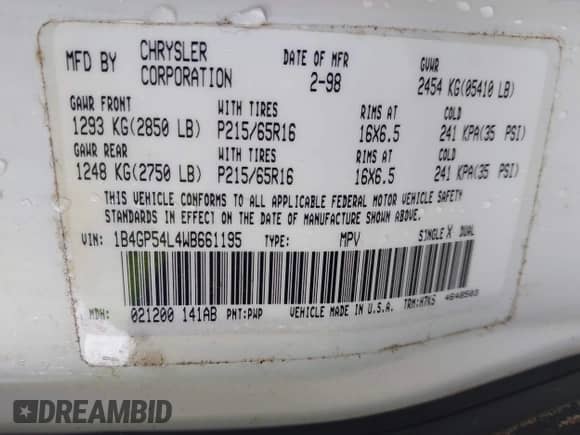 MFD BY CHRYSLER CORPORATION DATE OF MFR 2-98 GVWR 2454 KG(05410 LB)
GAWR FRONT WITH TIRES RIMS AT COLD
1293 KG(2850 LB) P215/65R16 16X6.5 241 KPA(35 PSI)
GAWR REAR WITH TIRES RIMS AT COLD
1248 KG(2750 LB) P215/65R16 16X6.5 241 KPA(35 PSI)
THIS VEHICLE CONFORMS TO ALL APPLICABLE FEDERAL MOTOR VEHICLE SAFETY
STANDARDS IN EFFECT ON THE DATE OF MANUFACTURE SHOWN ABOVE.
VIN: 1B4GP54L4WB661195 TYPE: MPV SINGLE X DUAL
MDH: 021200 141AB PNT:PWP VEHICLE MADE IN U.S.A. TRM:HTKS 4648503
DREAMBID